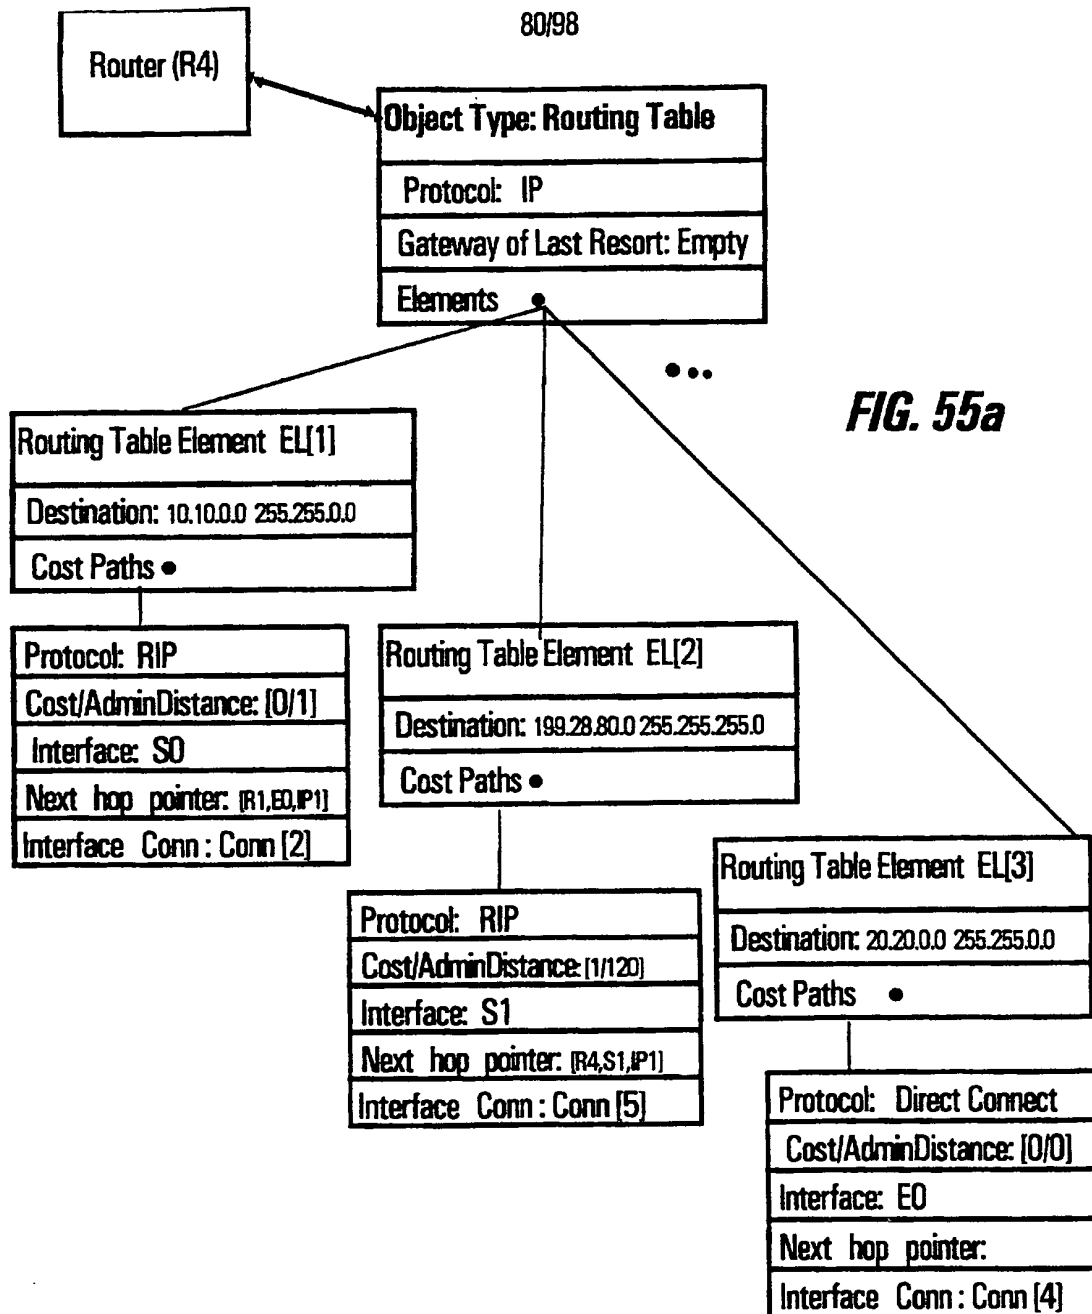 80/98
Router (R4)
Object Type: Routing Table
Protocol: IP
Gateway of Last Resort: Empty
Elements
FIG. 55a
Routing Table Element EL[1]
Destination: 10.10.0.0 255.255.0.0
Cost Paths
Protocol: RIP
Cost/AdminDistance: [0/1]
Interface: S0
Next hop pointer: [R1,E0,IP1]
Interface Conn : Conn [2]
Routing Table Element EL[2]
Destination: 199.28.80.0 255.255.255.0
Cost Paths
Protocol: RIP
Cost/AdminDistance: [1/120]
Interface: S1
Next hop pointer: [R4,S1,IP1]
Interface Conn : Conn [5]
Routing Table Element EL[3]
Destination: 20.20.0.0 255.255.0.0
Cost Paths
Protocol: Direct Connect
Cost/AdminDistance: [0/0]
Interface: E0
Next hop pointer:
Interface Conn : Conn [4]